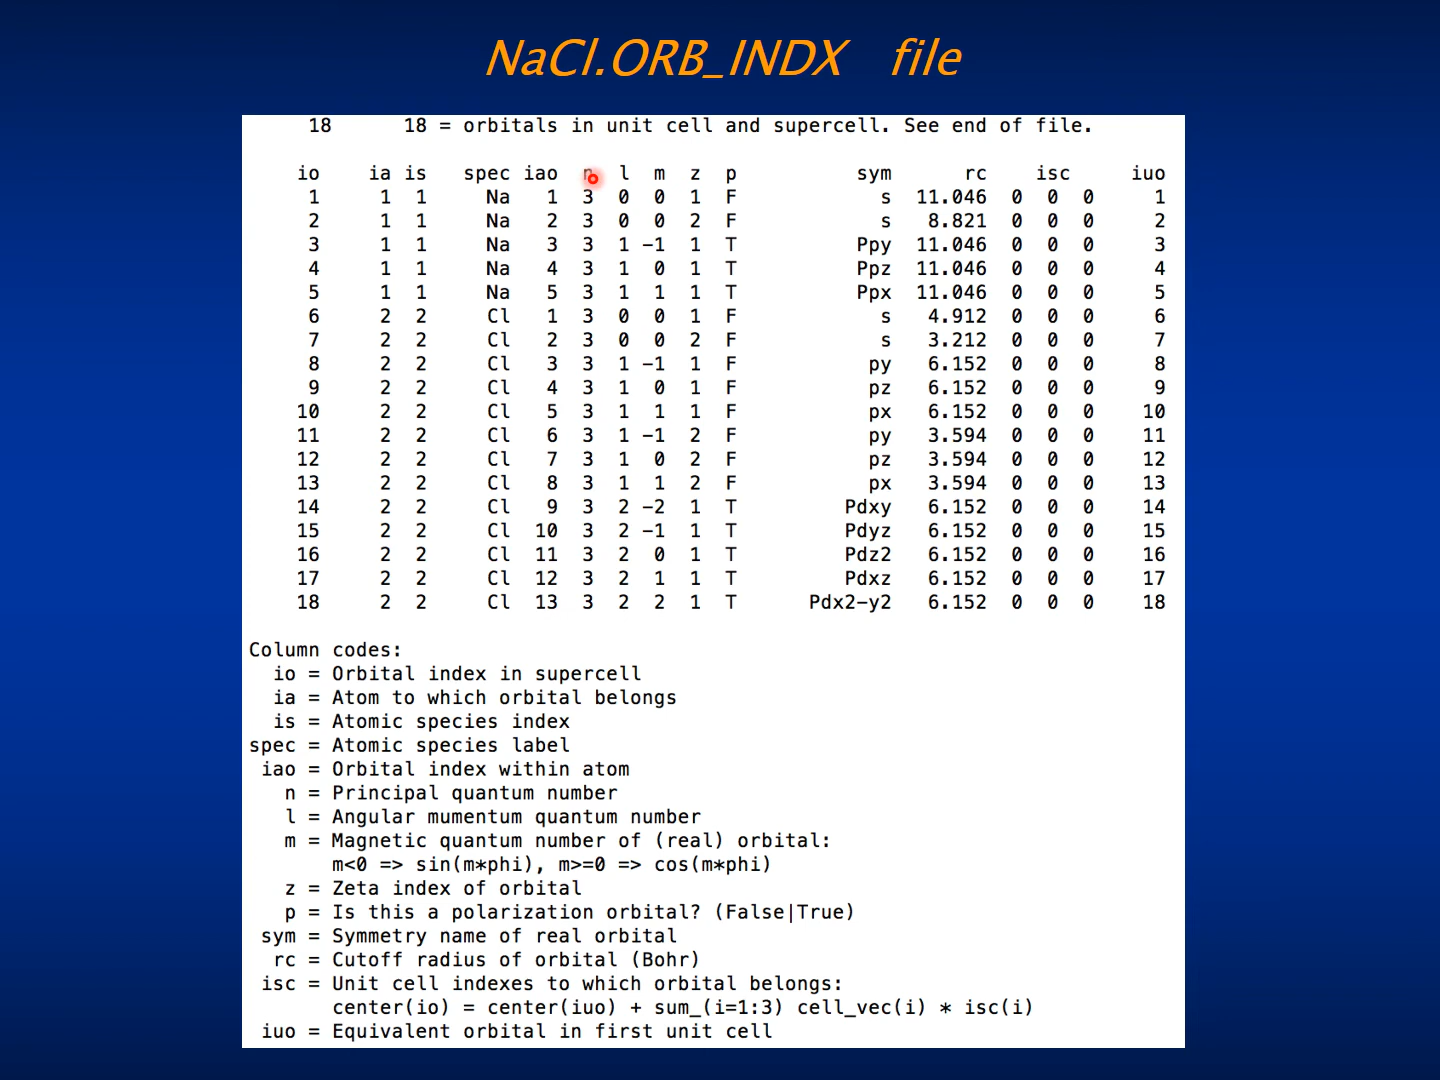 NaCl.ORB_INDX file
18 18 = orbitals in unit cell and supercell. See end of file.
io ia is spec iao n l m z p sym rc isc iuo
1 1 1 Na 1 3 0 0 1 F s 11.046 0 0 0 1
2 1 1 Na 2 3 0 0 2 F s 8.821 0 0 0 2
3 1 1 Na 3 3 1 -1 1 T Ppy 11.046 0 0 0 3
4 1 1 Na 4 3 1 0 1 T Ppz 11.046 0 0 0 4
5 1 1 Na 5 3 1 1 1 T Ppx 11.046 0 0 0 5
6 2 2 Cl 1 3 0 0 1 F s 4.912 0 0 0 6
7 2 2 Cl 2 3 0 0 2 F s 3.212 0 0 0 7
8 2 2 Cl 3 3 1 -1 1 F py 6.152 0 0 0 8
9 2 2 Cl 4 3 1 0 1 F pz 6.152 0 0 0 9
10 2 2 Cl 5 3 1 1 1 F px 6.152 0 0 0 10
11 2 2 Cl 6 3 1 -1 2 F py 3.594 0 0 0 11
12 2 2 Cl 7 3 1 0 2 F pz 3.594 0 0 0 12
13 2 2 Cl 8 3 1 1 2 F px 3.594 0 0 0 13
14 2 2 Cl 9 3 2 -2 1 T Pdxy 6.152 0 0 0 14
15 2 2 Cl 10 3 2 -1 1 T Pdyz 6.152 0 0 0 15
16 2 2 Cl 11 3 2 0 1 T Pdz2 6.152 0 0 0 16
17 2 2 Cl 12 3 2 1 1 T Pdxz 6.152 0 0 0 17
18 2 2 Cl 13 3 2 2 1 T Pdx2-y2 6.152 0 0 0 18
Column codes:
io = Orbital index in supercell
ia = Atom to which orbital belongs
is = Atomic species index
spec = Atomic species label
iao = Orbital index within atom
n = Principal quantum number
l = Angular mumentum quantum number
m = Magnetic quantum number of (real) orbital:
m<0 => sin(m*phi), m>=0 => cos(m*phi)
z = Zeta index of orbital
p = Is this a polarization orbital? (False|True)
sym = Symmetry name of real orbital
rc = Cutoff radius of orbital (Bohr)
isc = Unit cell indexes to which orbital belongs:
center(io) = center(iuo) + sum_(i=1:3) cell_vec(i) * isc(i)
iuo = Equivalent orbital in first unit cell